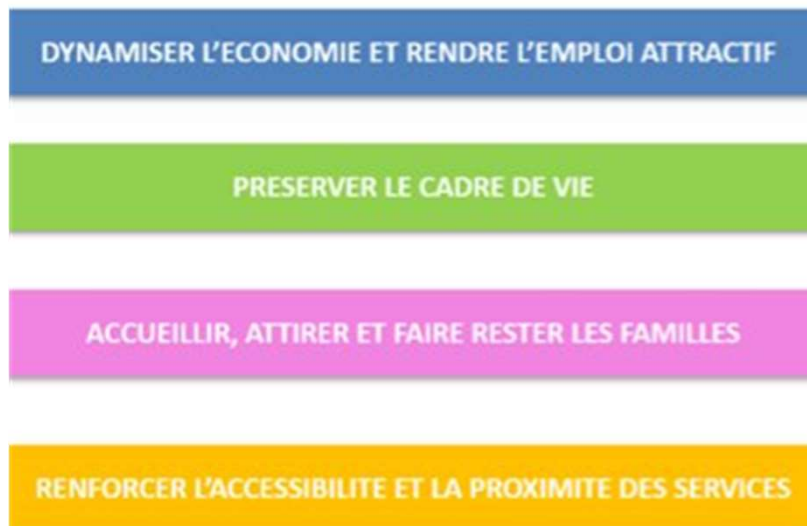 DYNAMISER L’ECONOMIE ET RENDRE L’EMPLOI ATTRACTIF
PRESERVER LE CADRE DE VIE
ACCUEILLIR, ATTIRER ET FAIRE RESTER LES FAMILLES
RENFORCER L’ACCESSIBILITE ET LA PROXIMITE DES SERVICES